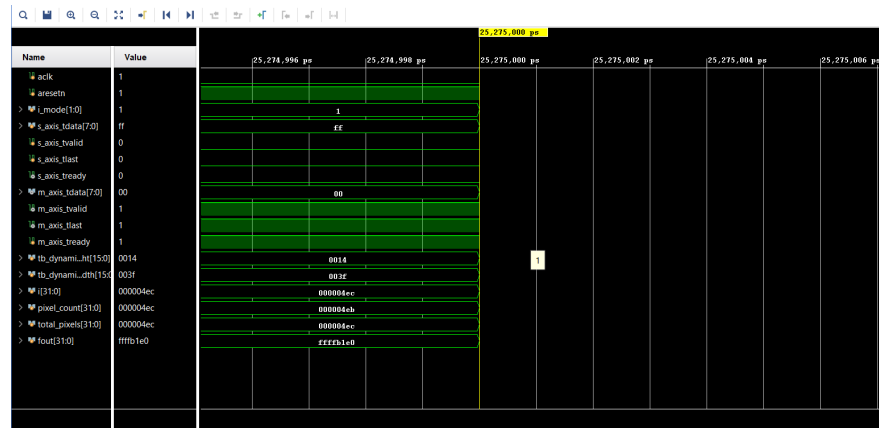 25,275,000 ps
Name Value
25,274,996 ps 25,274,998 ps 25,275,000 ps 25,275,002 ps 25,275,004 ps 25,275,006 ps
aclk 1
aresetn 1
i_mode[1:0] 1 1
s_axis_tdata[7:0] ff ff
s_axis_tvalid 0
s_axis_tlast 0
s_axis_tready 0
m_axis_tdata[7:0] 00 00
m_axis_tvalid 1
m_axis_tlast 1
m_axis_tready 1
tb_dynami...ht[15:0] 0014 0014 1
tb_dynami...dth[15:0 003f 003f
i[31:0] 000004ec 000004ec
pixel_count[31:0] 000004ec 000004eb
total_pixels[31:0] 000004ec 000004ec
fout[31:0] ffffb1e0 ffffb1e0